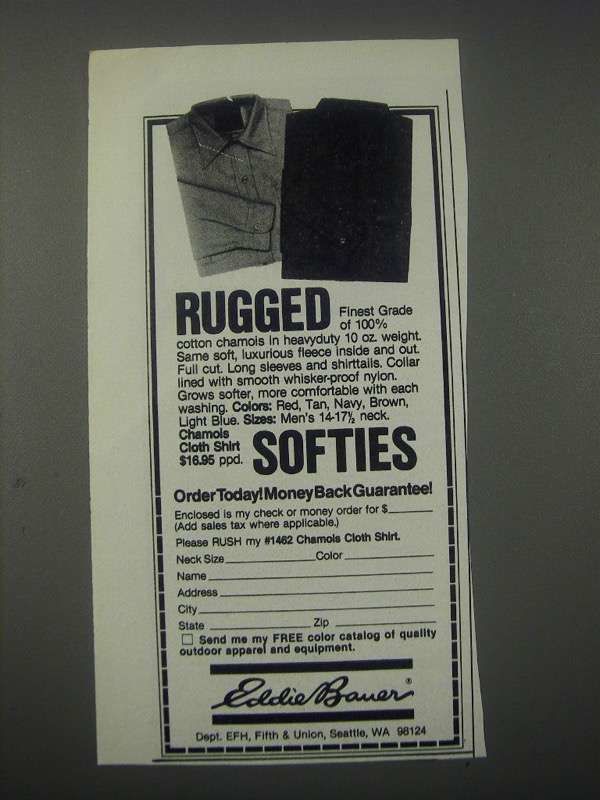 RUGGED Finest Grade
of 100%
cotton chamois in heavyduty 10 oz. weight.
Same soft, luxurious fleece inside and out.
Full cut. Long sleeves and shirttails. Collar
lined with smooth whisker-proof nylon.
Grows softer, more comfortable with each
washing. Colors: Red, Tan, Navy, Brown,
Light Blue. Sizes: Men's 14-17½ neck.
Chamois
Cloth Shirt
$16.95 ppd. SOFTIES
Order Today! Money Back Guarantee!
Enclosed is my check or money order for $
(Add sales tax where applicable.)
Please RUSH my #1462 Chamois Cloth Shirt.
Neck Size Color
Name
Address
City
State Zip
☐ Send me my FREE color catalog of quality
outdoor apparel and equipment.
Eddie Bauer®
Dept. EFH, Fifth & Union, Seattle, WA 98124